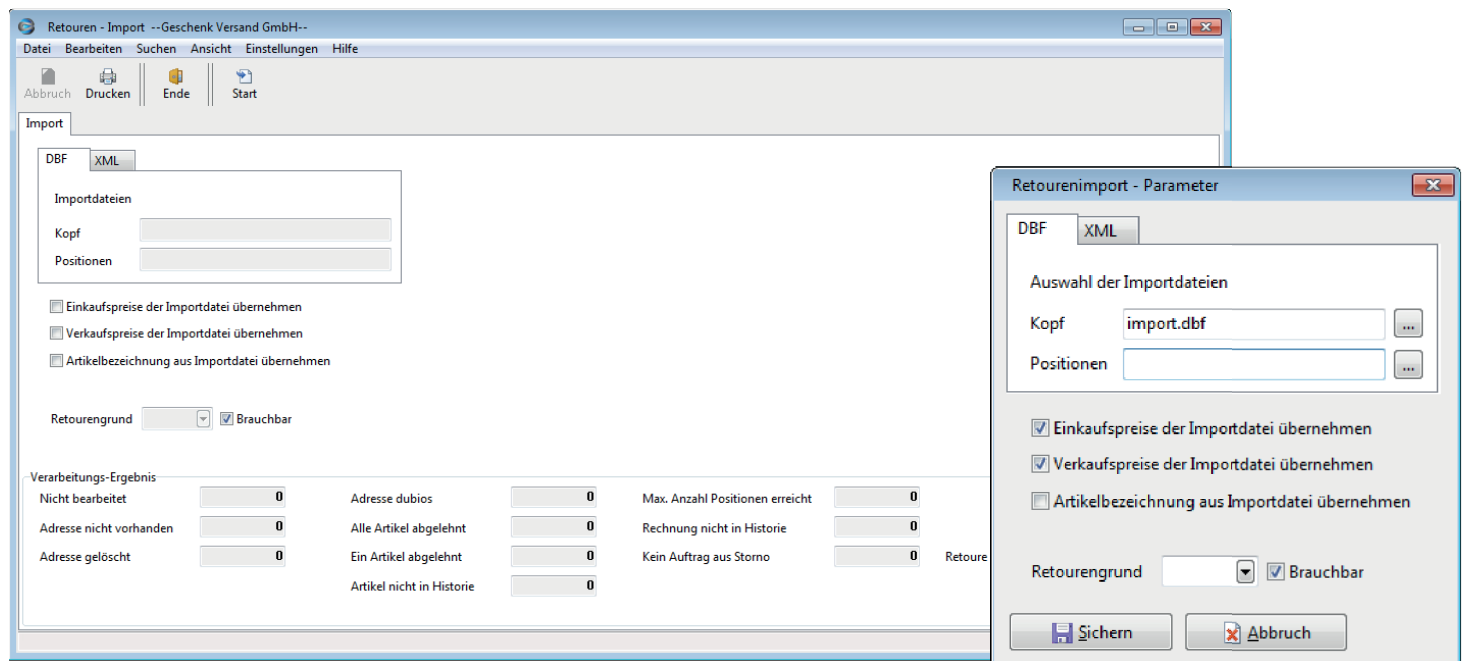 Retouren - Import --Geschenk Versand GmbH--
Datei Bearbeiten Suchen Ansicht Einstellungen Hilfe
Abbruch Drucken Ende Start
Import
DBF XML
Importdateien
Kopf
Positionen
Einkaufspreise der Importdatei übernehmen
Verkaufspreise der Importdatei übernehmen
Artikelbezeichnung aus Importdatei übernehmen
Retourengrund Brauchbar
Verarbeitungs-Ergebnis
Nicht bearbeitet 0 Adresse dubios 0 Max. Anzahl Positionen erreicht 0
Adresse nicht vorhanden 0 Alle Artikel abgelehnt 0 Rechnung nicht in Historie 0
Adresse gelöscht 0 Ein Artikel abgelehnt 0 Kein Auftrag aus Storno 0 Retoure
Artikel nicht in Historie 0
Retourenimport - Parameter
DBF XML
Auswahl der Importdateien
Kopf import.dbf ...
Positionen ...
Einkaufspreise der Importdatei übernehmen
Verkaufspreise der Importdatei übernehmen
Artikelbezeichnung aus Importdatei übernehmen
Retourengrund Brauchbar
Sichern Abbruch